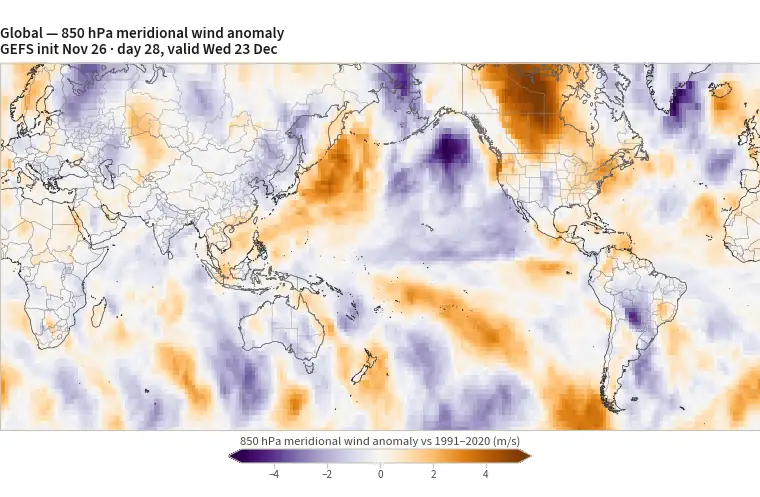 Global — 850 hPa meridional wind anomaly
GEFS init Nov 26 · day 28, valid Wed 23 Dec
850 hPa meridional wind anomaly vs 1991–2020 (m/s)
−4 −2 0 2 4